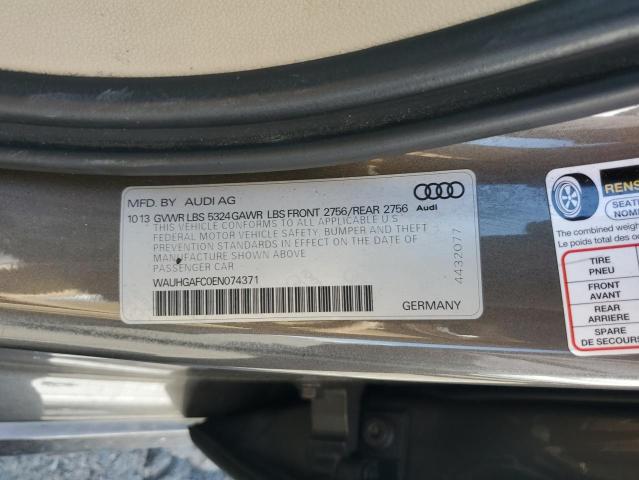 MFD. BY AUDI AG
Audi
10 13 GVWR LBS 5324 GAWR LBS FRONT 2756/REAR 2756
THIS VEHICLE CONFORMS TO ALL APPLICABLE U.S
FEDERAL MOTOR VEHICLE SAFETY, BUMPER AND THEFT
PREVENTION STANDARDS IN EFFECT ON THE DATE OF
MANUFACTURE SHOWN ABOVE
PASSENGER CAR
WAUHGAFC0EN074371
4432077
GERMANY
RENS
SEATI
NOM
The combined weig
Le poids total des
TIRE
PNEU
FRONT
AVANT
REAR
ARRIERE
SPARE
DE SECOURS